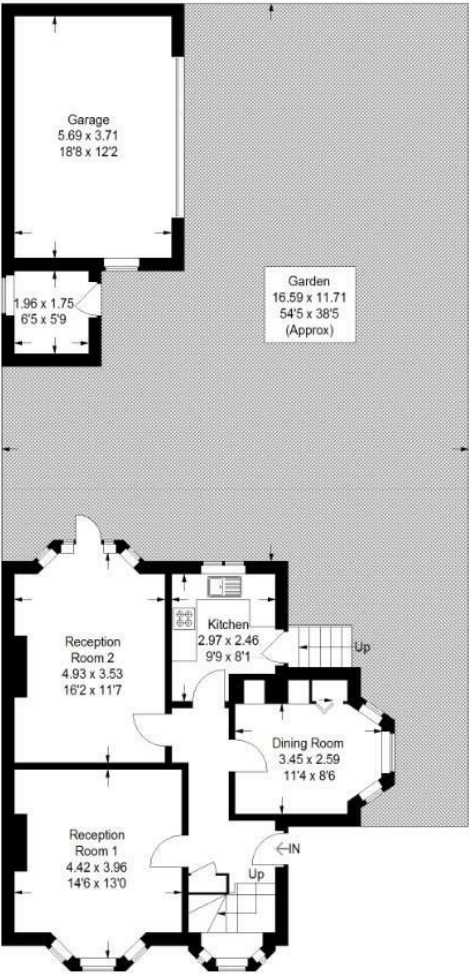 Garage
5.69 x 3.71
18'8 x 12'2
1.96 x 1.75
6'5 x 5'9
Garden
16.59 x 11.71
54'5 x 38'5
(Approx)
Kitchen
2.97 x 2.46
9'9 x 8'1
Up
Reception
Room 2
4.93 x 3.53
16'2 x 11'7
Dining Room
3.45 x 2.59
11'4 x 8'6
Reception
Room 1
4.42 x 3.96
14'6 x 13'0
IN
Up